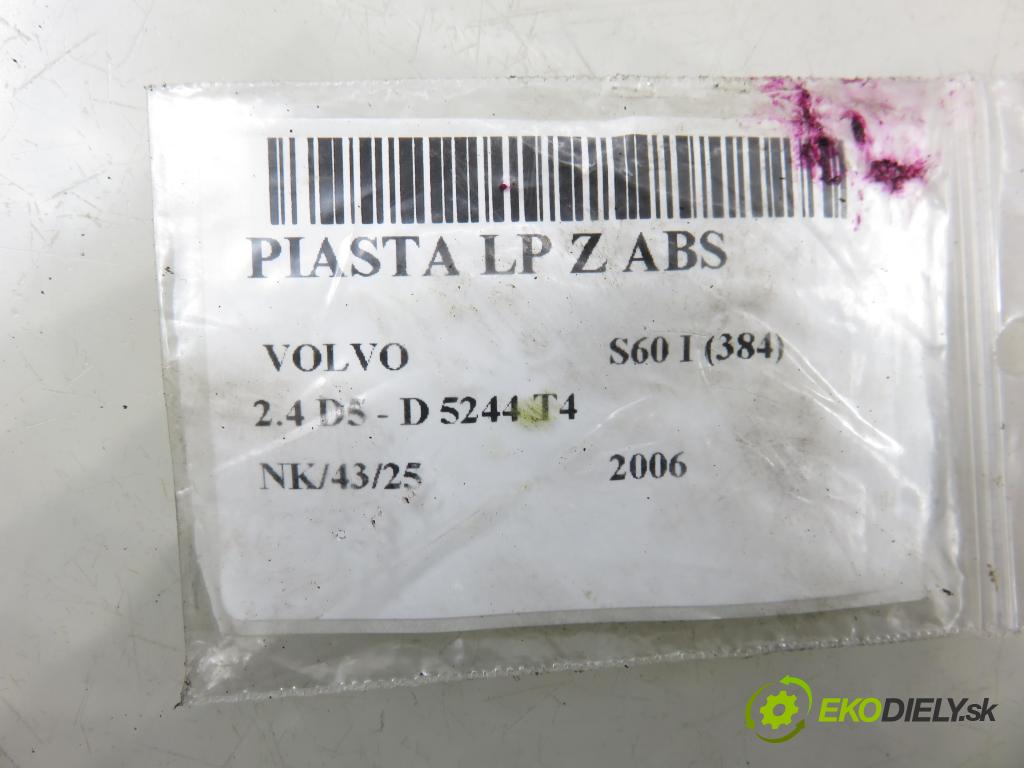 PIASTA LP Z ABS
VOLVO S60 I (384)
2.4 D5 - D 5244 T4
NK/43/25 2006
EKODIELY.sk